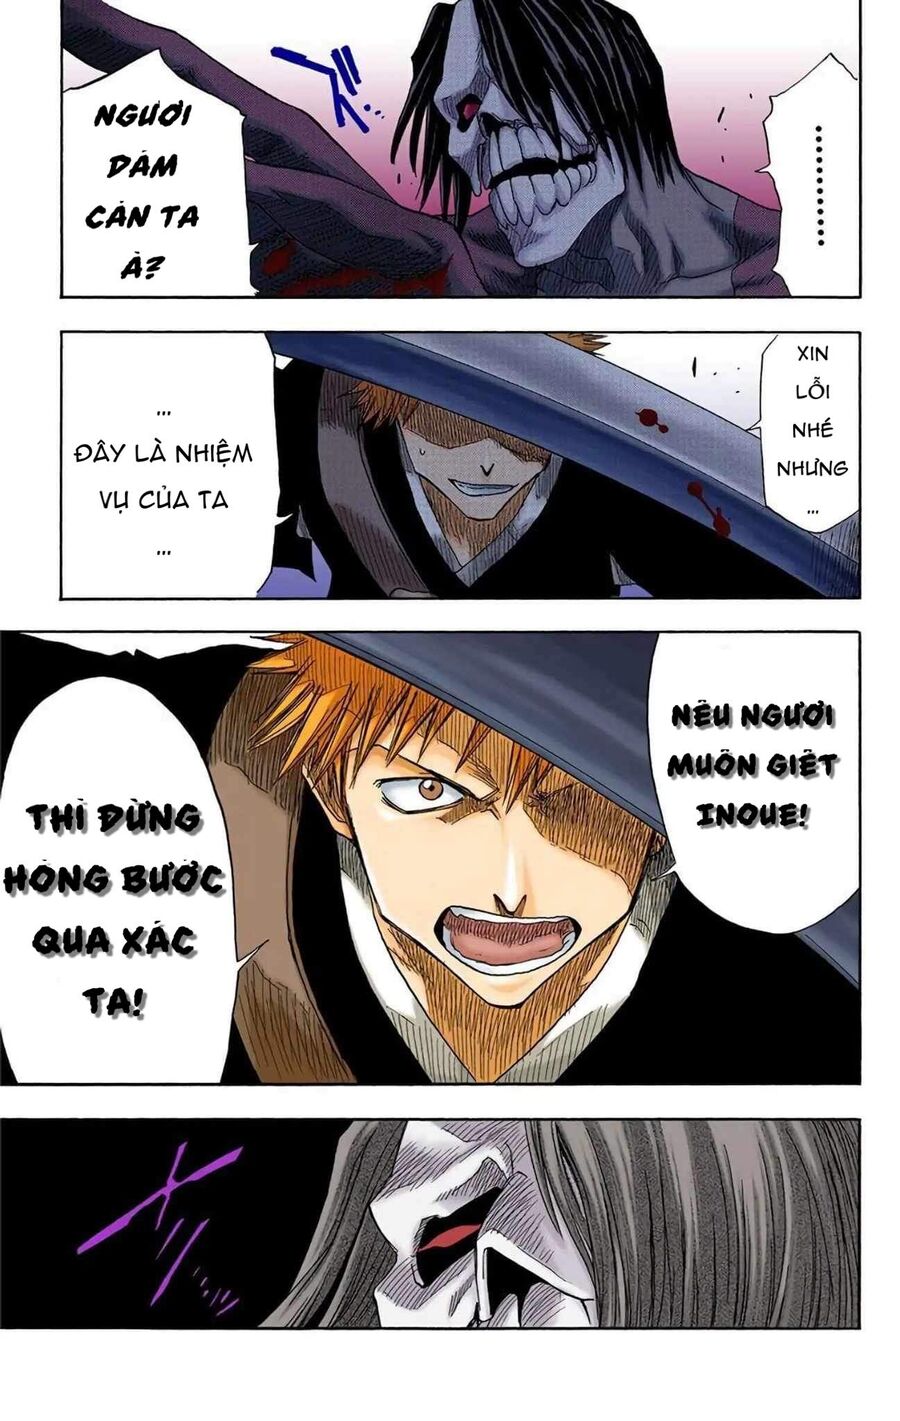 ..........
NGƯƠI
DÁM
CẢN TA
À?
XIN
LỖI
NHÉ
NHƯNG
...
...
ĐÂY LÀ NHIỆM
VỤ CỦA TA
...
NẾU NGƯƠI
MUỐN GIẾT
INOUE!
THÌ ĐỪNG
HÒNG BƯỚC
QUA XÁC
TA!